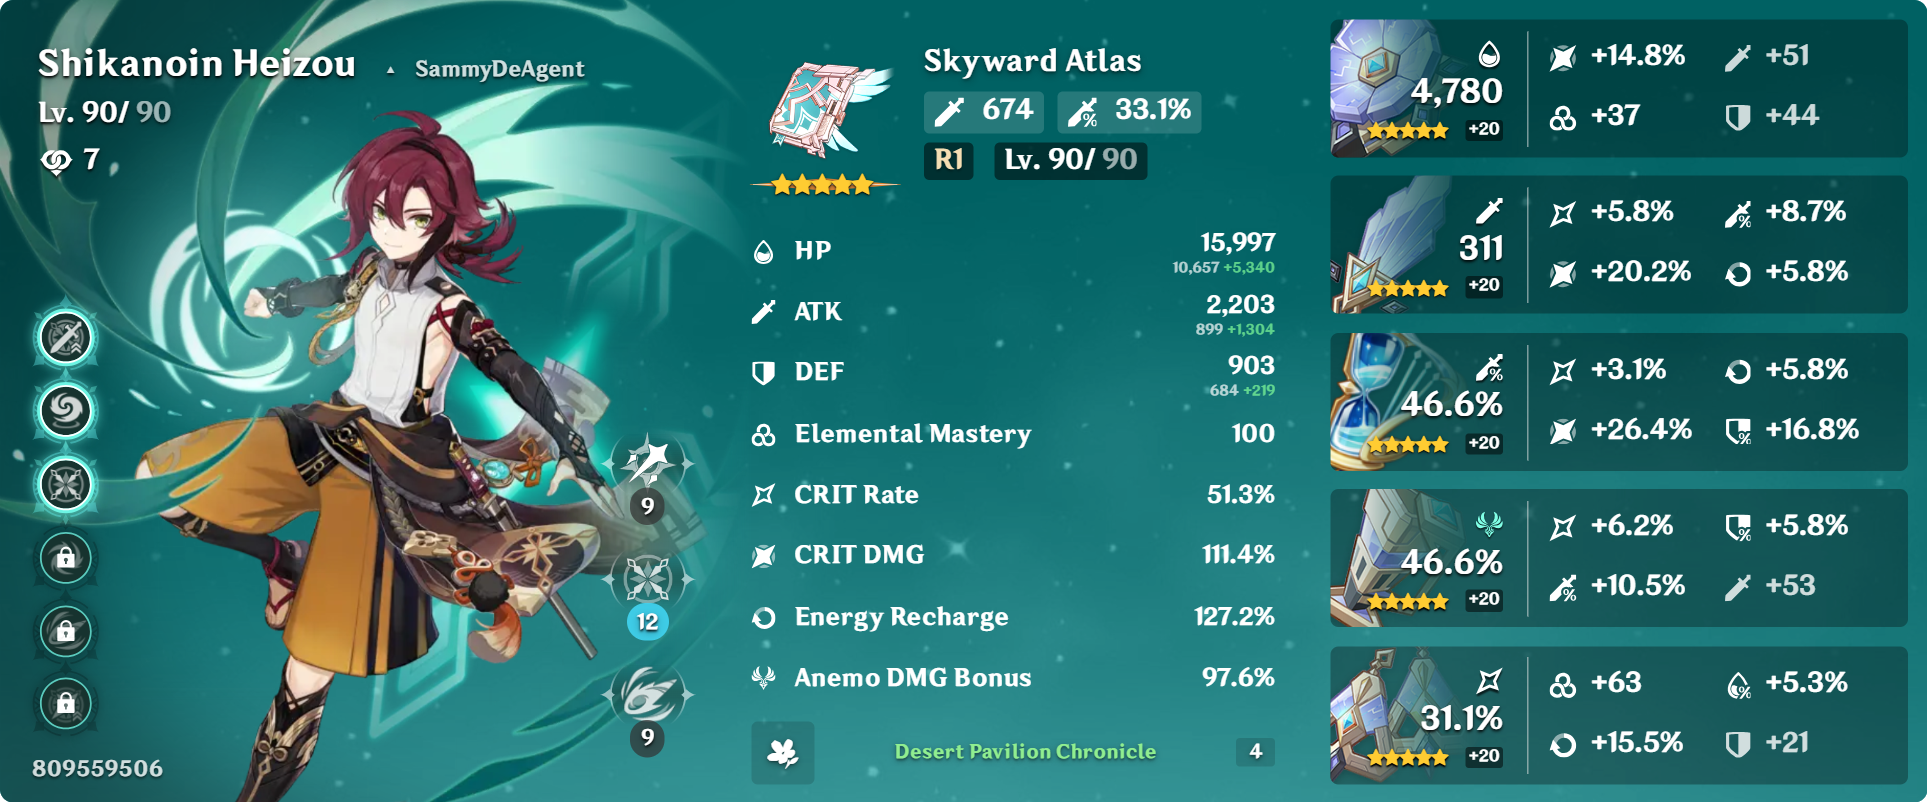 Shikanoin Heizou ▲ SammyDeAgent
Lv. 90/ 90
7
9
12
9
809559506
Skyward Atlas
674 33.1%
R1 Lv. 90/ 90
HP 15,997
10,657 +5,340
ATK 2,203
899 +1,304
DEF 903
684 +219
Elemental Mastery 100
CRIT Rate 51.3%
CRIT DMG 111.4%
Energy Recharge 127.2%
Anemo DMG Bonus 97.6%
Desert Pavilion Chronicle 4
4,780
+20
+14.8% +51
+37 +44
311
+20
+5.8% +8.7%
+20.2% +5.8%
46.6%
+20
+3.1% +5.8%
+26.4% +16.8%
46.6%
+20
+6.2% +5.8%
+10.5% +53
31.1%
+20
+63 +5.3%
+15.5% +21